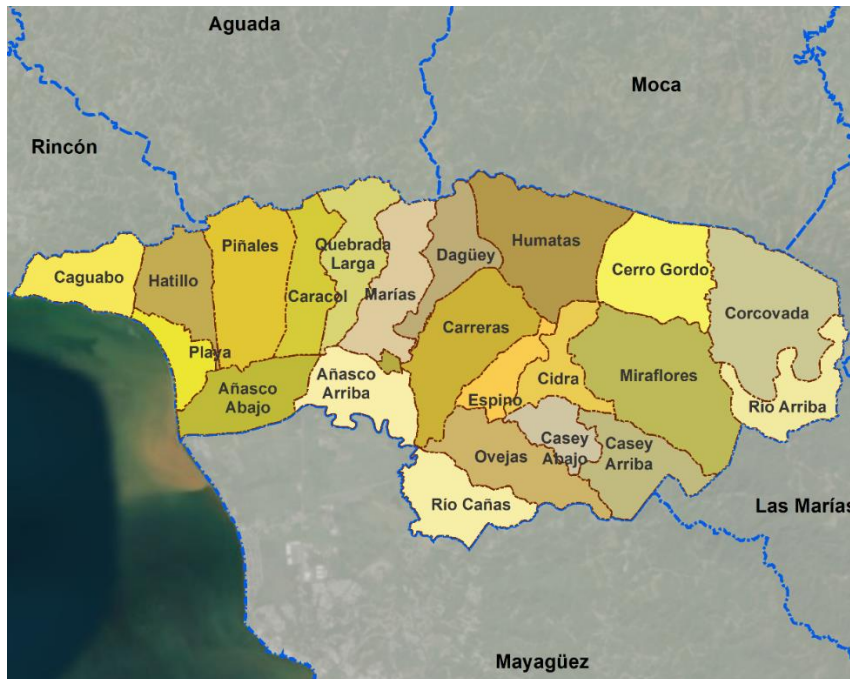 Aguada
Moca
Rincón
Piñales
Quebrada
Larga
Humatas
Dagüey
Caguabo
Hatillo
Cerro Gordo
Caracol
Marías
Corcovada
Carreras
Playa
Añasco
Abajo
Añasco
Arriba
Espino
Cidra
Miraflores
Río Arriba
Ovejas
Casey
Abajo
Casey
Arriba
Río Cañas
Las Marías
Mayagüez